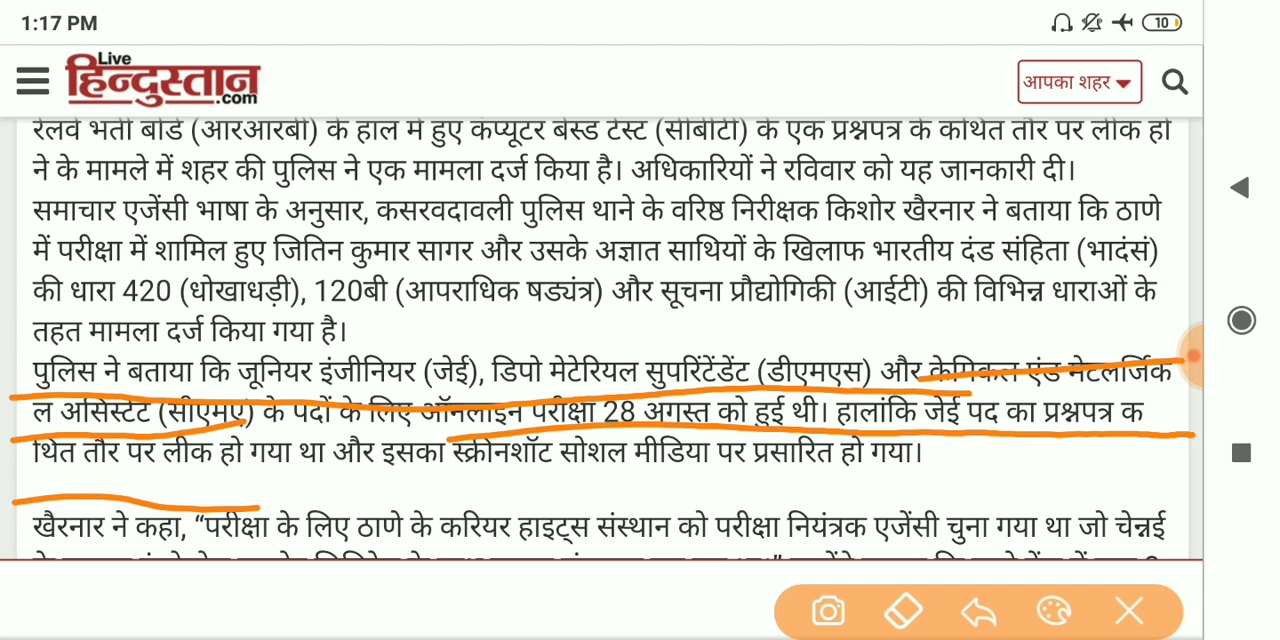 1:17 PM
10
Live
हिन्दुस्तान
.com
आपका शहर
रेलवे भर्ती बोर्ड (आरआरबी) के हाल में हुए कंप्यूटर बेस्ड टेस्ट (सीबीटी) के एक प्रश्नपत्र के कथित तौर पर लीक हो
ने के मामले में शहर की पुलिस ने एक मामला दर्ज किया है। अधिकारियों ने रविवार को यह जानकारी दी।
समाचार एजेंसी भाषा के अनुसार, कसरवदावली पुलिस थाने के वरिष्ठ निरीक्षक किशोर खैरनार ने बताया कि ठाणे
में परीक्षा में शामिल हुए जितिन कुमार सागर और उसके अज्ञात साथियों के खिलाफ भारतीय दंड संहिता (भादंसं)
की धारा 420 (धोखाधड़ी), 120बी (आपराधिक षड्यंत्र) और सूचना प्रौद्योगिकी (आईटी) की विभिन्न धाराओं के
तहत मामला दर्ज किया गया है।
पुलिस ने बताया कि जूनियर इंजीनियर (जेई), डिपो मेटेरियल सुपरिंटेंडेंट (डीएमएस) और केमिकल एंड मेटलर्जिक
ल असिस्टेंट (सीएमए) के पदों के लिए ऑनलाइन परीक्षा 28 अगस्त को हुई थी। हालांकि जेई पद का प्रश्नपत्र क
थित तौर पर लीक हो गया था और इसका स्क्रीनशॉट सोशल मीडिया पर प्रसारित हो गया।
खैरनार ने कहा, “परीक्षा के लिए ठाणे के करियर हाइट्स संस्थान को परीक्षा नियंत्रक एजेंसी चुना गया था जो चेन्नई